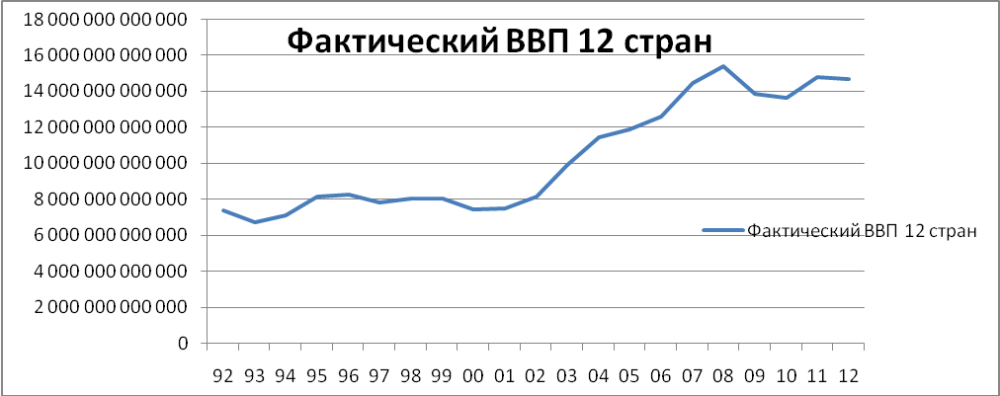 Фактический ВВП 12 стран
18 000 000 000 000
16 000 000 000 000
14 000 000 000 000
12 000 000 000 000
10 000 000 000 000
8 000 000 000 000
6 000 000 000 000
4 000 000 000 000
2 000 000 000 000
0
Фактический ВВП 12 стран
92 93 94 95 96 97 98 99 00 01 02 03 04 05 06 07 08 09 10 11 12